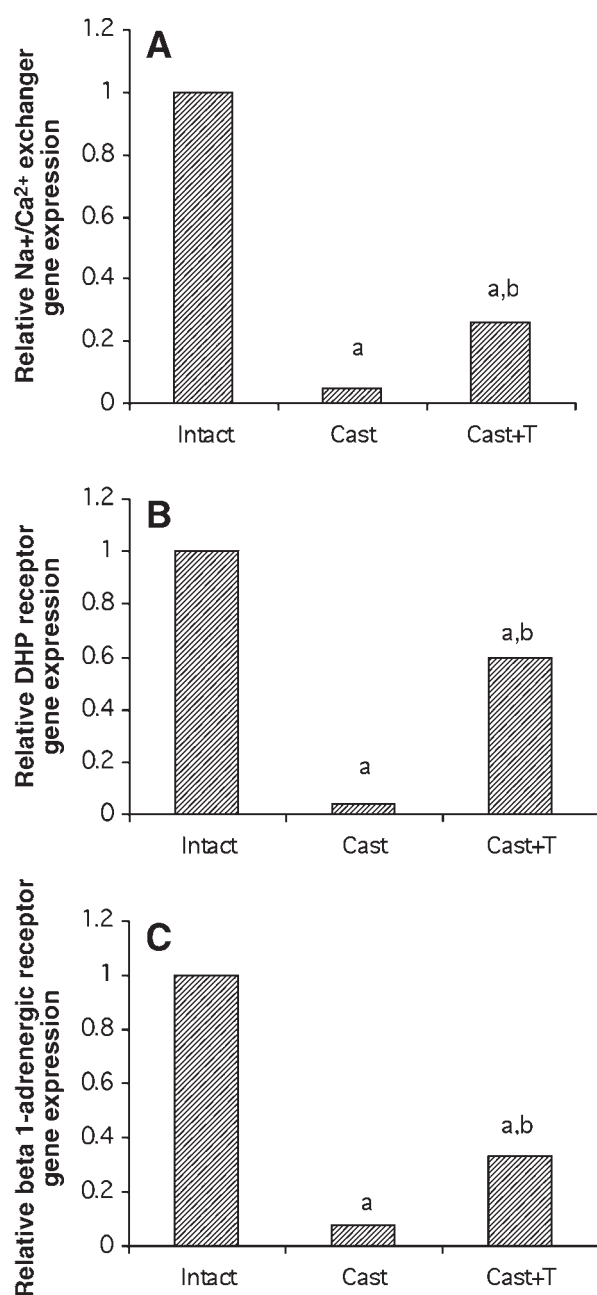 A
Relative Na+/Ca2+ exchanger
gene expression
1.2
1
0.8
0.6
0.4
0.2
0
a
a,b
Intact Cast Cast+T
B
Relative DHP receptor
gene expression
1.2
1
0.8
0.6
0.4
0.2
0
a
a,b
Intact Cast Cast+T
C
Relative beta 1-adrenergic receptor
gene expression
1.2
1
0.8
0.6
0.4
0.2
0
a
a,b
Intact Cast Cast+T